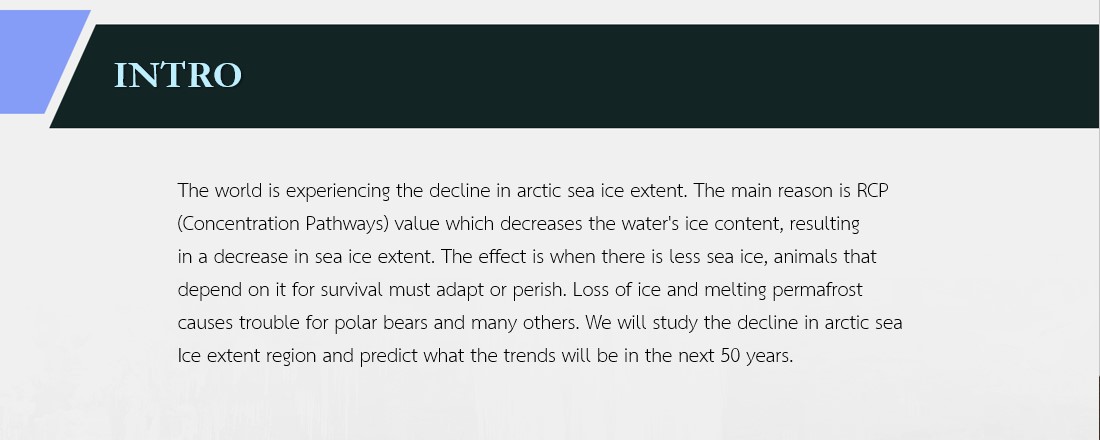 INTRO
The world is experiencing the decline in arctic sea ice extent. The main reason is RCP
(Concentration Pathways) value which decreases the water's ice content, resulting
in a decrease in sea ice extent. The effect is when there is less sea ice, animals that
depend on it for survival must adapt or perish. Loss of ice and melting permafrost
causes trouble for polar bears and many others. We will study the decline in arctic sea
Ice extent region and predict what the trends will be in the next 50 years.